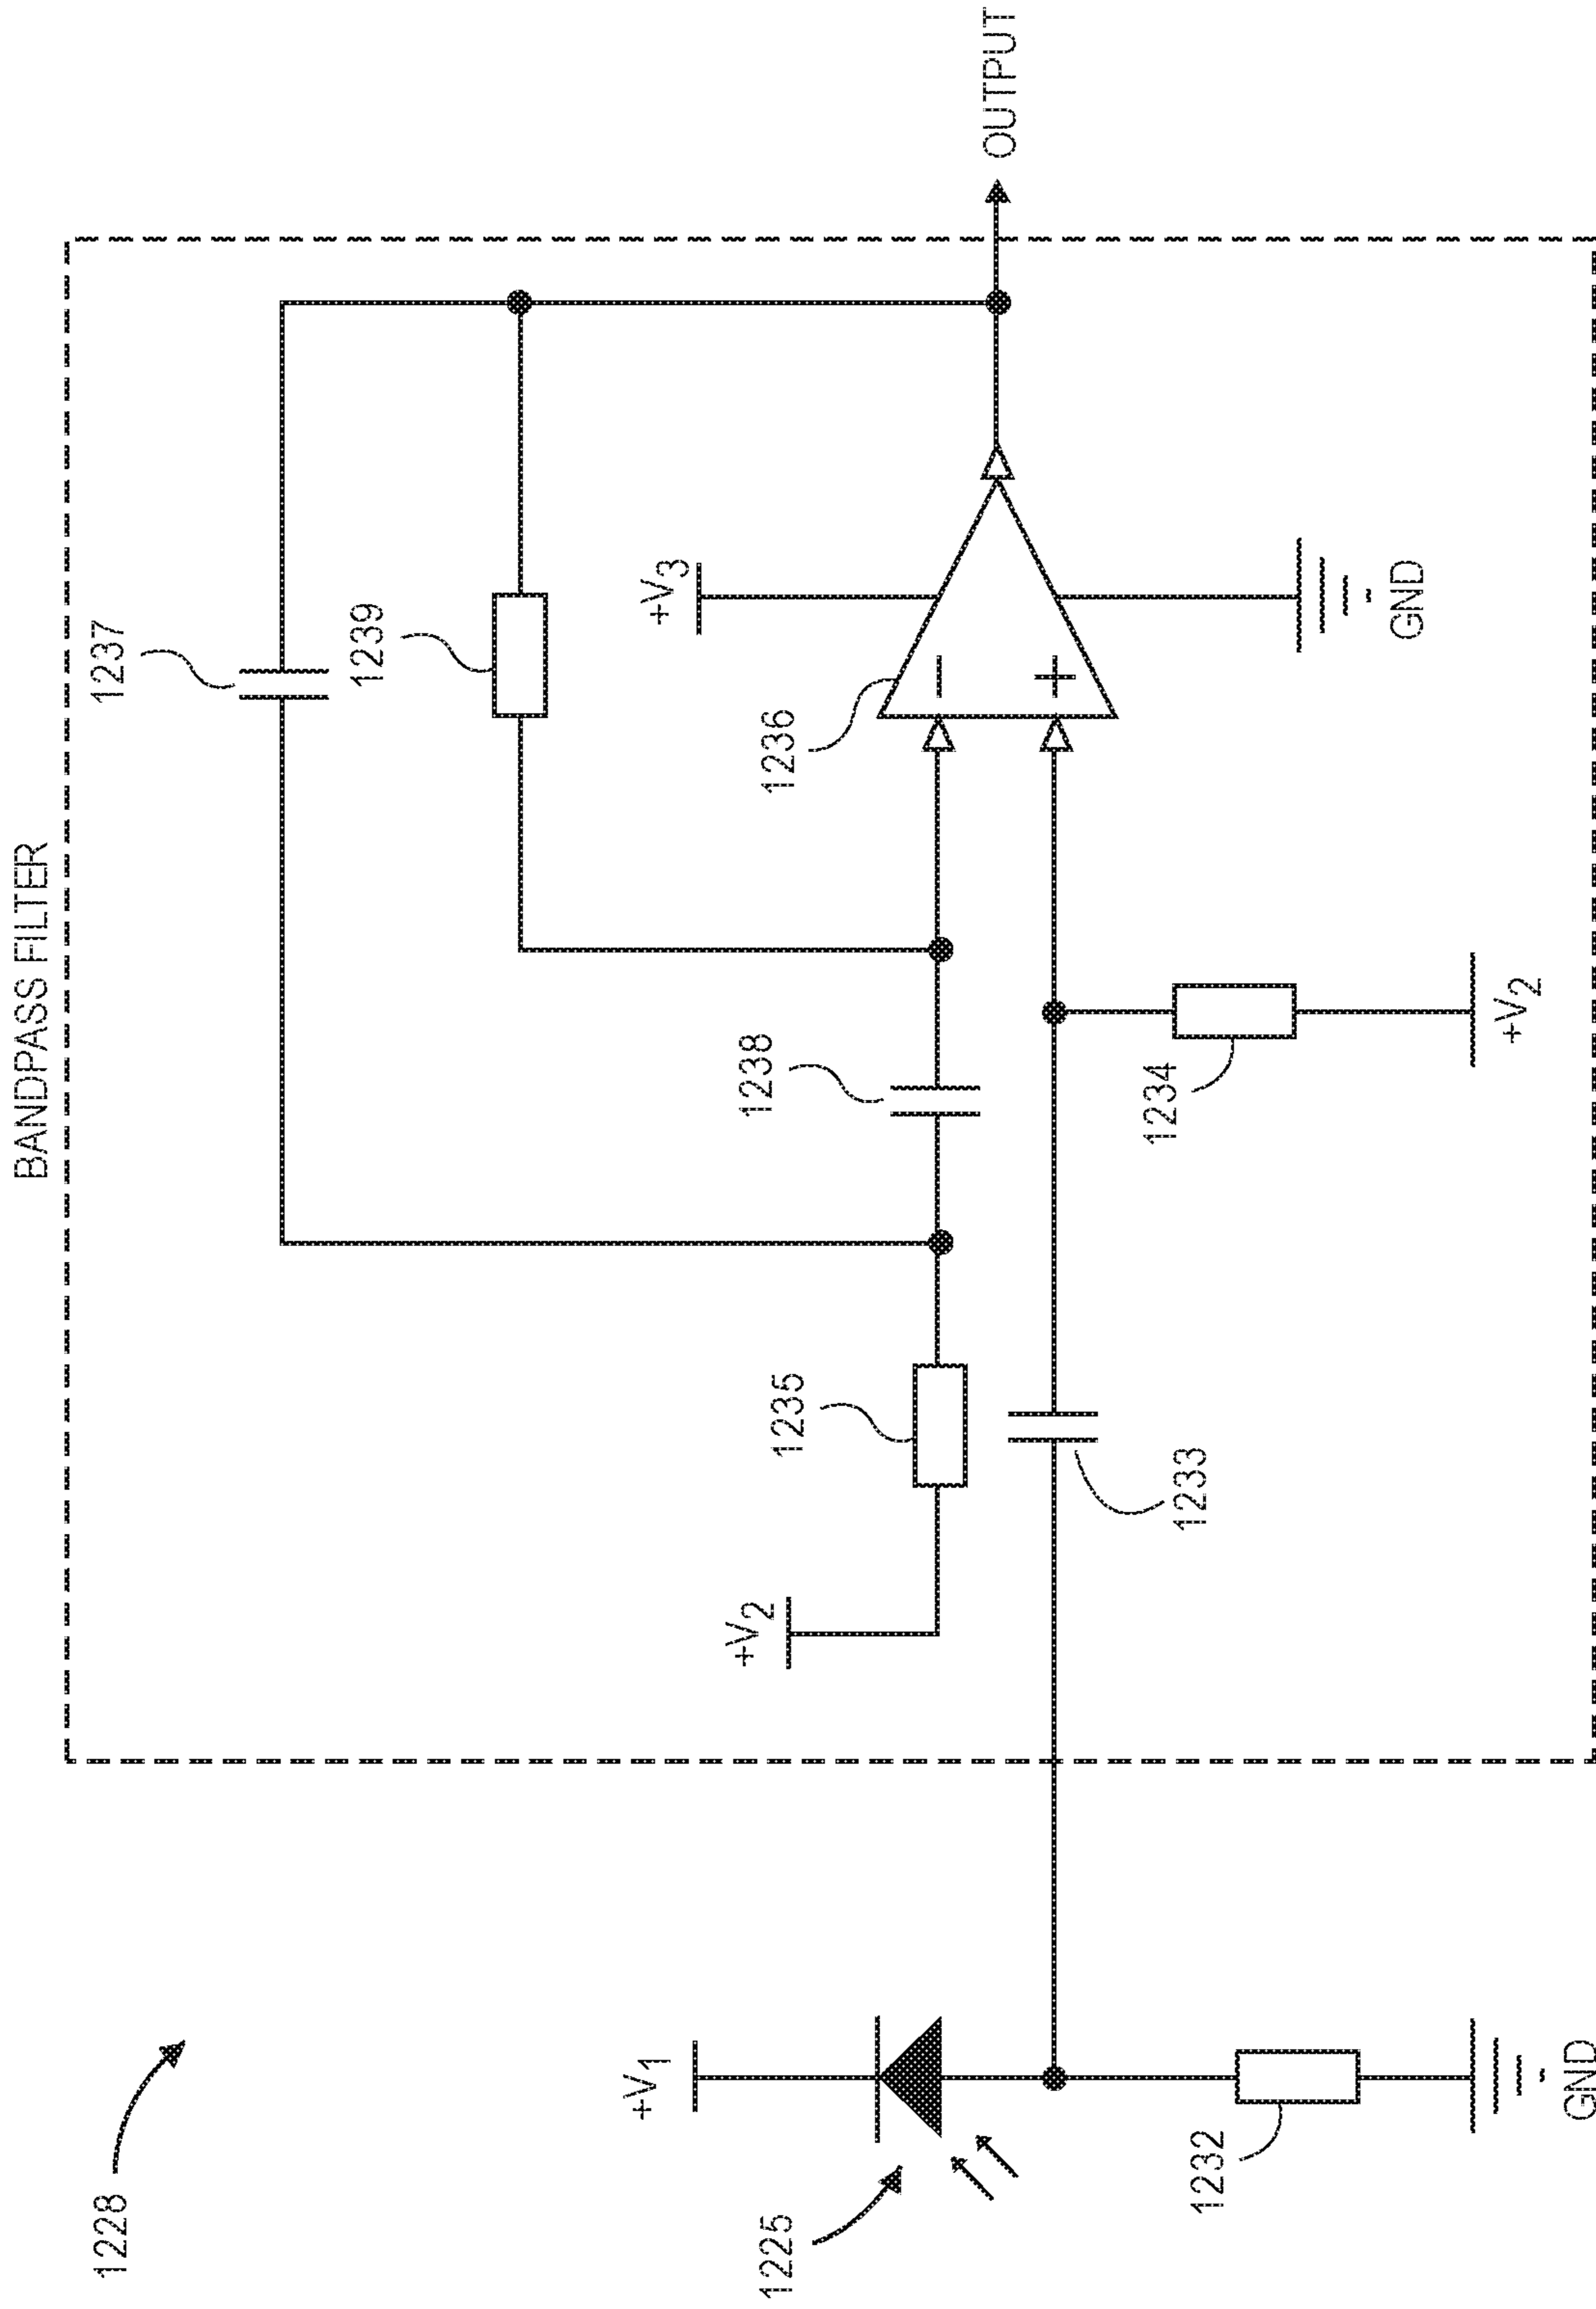 BANDPASS FILTER
1228
1237
1239
+V1
+V2
+V3
1225
1235
1238
1236
OUTPUT
1232
1233
1234
GND
+V2
GND